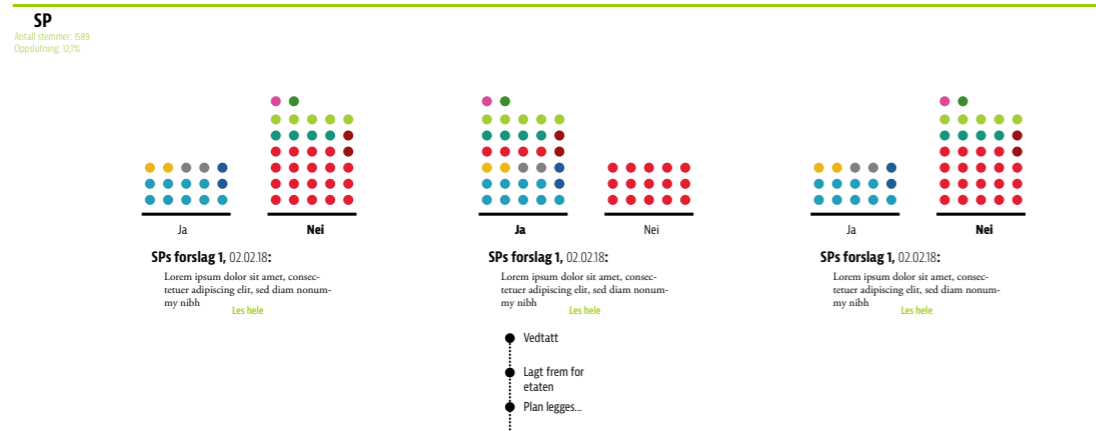 SP
Antall stemmer: 1589
Oppslutning: 12,1%
Ja
Nei
SPs forslag 1, 02.02.18:
Lorem ipsum dolor sit amet, consec-
tetuer adipiscing elit, sed diam nonum-
my nibh
Les hele
Ja
Nei
SPs forslag 1, 02.02.18:
Lorem ipsum dolor sit amet, consec-
tetuer adipiscing elit, sed diam nonum-
my nibh
Les hele
Vedtatt
Lagt frem for
etaten
Plan legges...
Ja
Nei
SPs forslag 1, 02.02.18:
Lorem ipsum dolor sit amet, consec-
tetuer adipiscing elit, sed diam nonum-
my nibh
Les hele